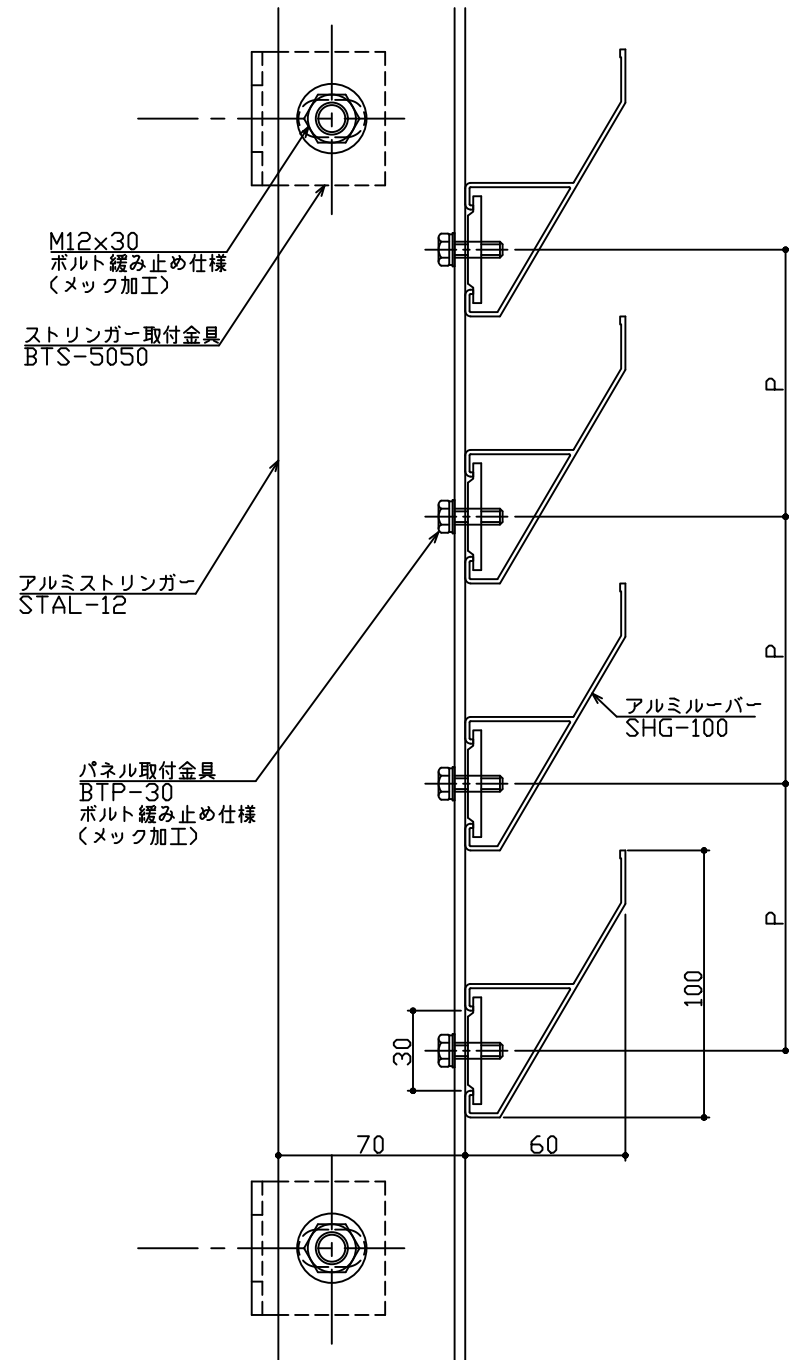 M12×30
ボルト緩み止め仕様
(メック加工)
ストリンガー取付金具
BTS-5050
P
アルミストリンガー
STAL-12
P
アルミルーバー
SHG-100
パネル取付金具
BTP-30
ボルト緩み止め仕様
(メック加工)
P
100
30
70
60